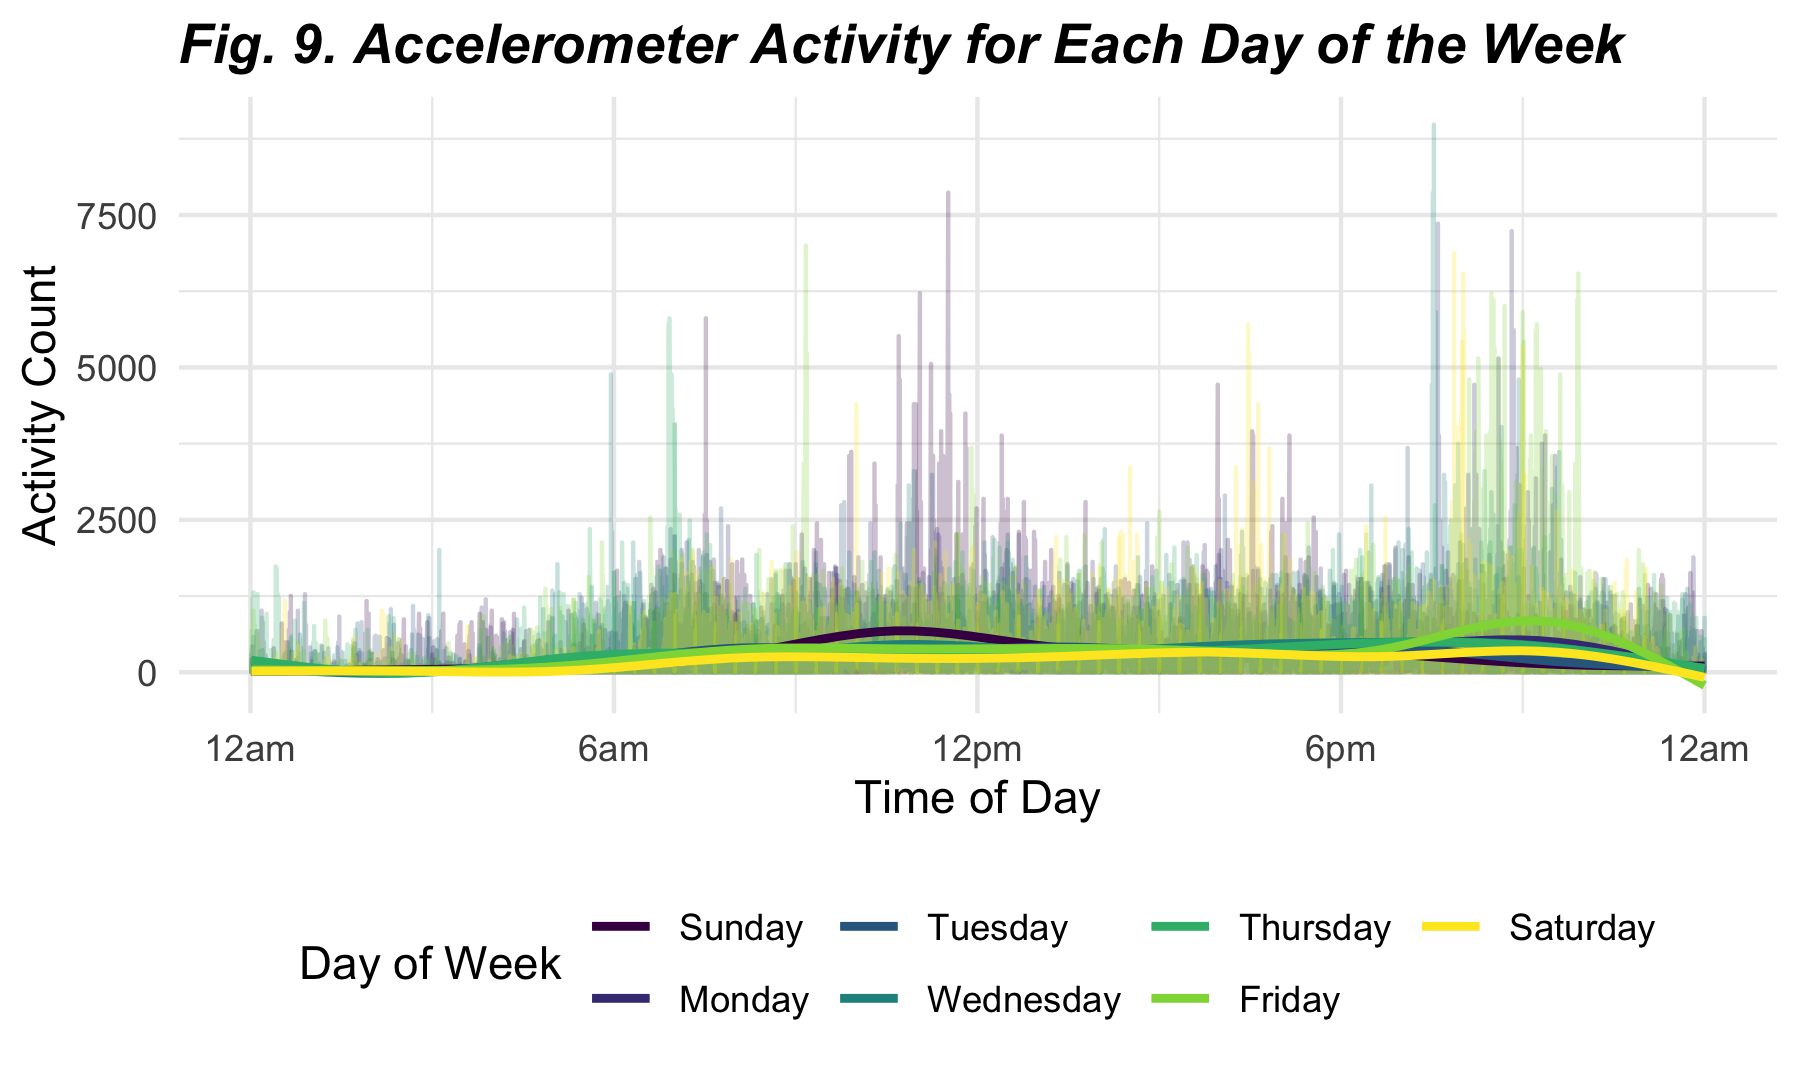 Fig. 9. Accelerometer Activity for Each Day of the Week
Activity Count
7500
5000
2500
0
12am 6am 12pm 6pm 12am
Time of Day
Day of Week
Sunday Tuesday Thursday Saturday
Monday Wednesday Friday